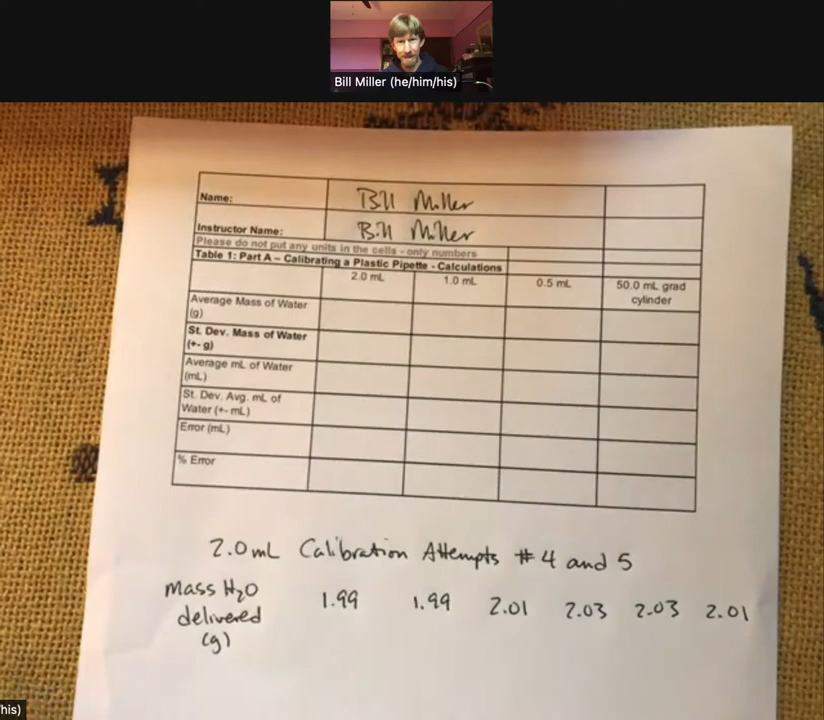 Bill Miller (he/him/his)
Name: Bill Miller
Instructor Name: Bill Miller
Please do not put any units in the cells - only numbers
Table 1: Part A – Calibrating a Plastic Pipette - Calculations
2.0 mL 1.0 mL 0.5 mL 50.0 mL grad
cylinder
Average Mass of Water
(g)
St. Dev. Mass of Water
(+- g)
Average mL of Water
(mL)
St. Dev. Avg. mL of
Water (+- mL)
Error (mL)
% Error
2.0mL Calibration Attempts #4 and 5
Mass H₂O
delivered
(g)
1.99 1.99 2.01 2.03 2.03 2.01
his)